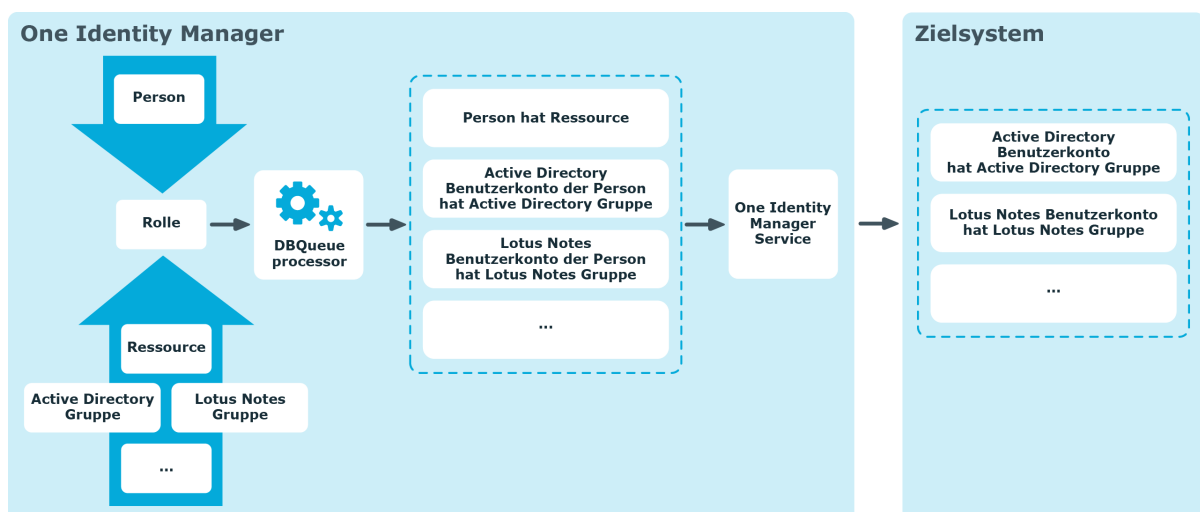 One Identity Manager
Person
Rolle
Ressource
Active Directory
Gruppe
Lotus Notes
Gruppe
...
DBQueue
processor
Person hat Ressource
Active Directory
Benutzerkonto der Person
hat Active Directory Gruppe
Lotus Notes
Benutzerkonto der Person
hat Lotus Notes Gruppe
...
One Identity
Manager
Service
Zielsystem
Active Directory
Benutzerkonto
hat Active Directory Gruppe
Lotus Notes Benutzerkonto
hat Lotus Notes Gruppe
...